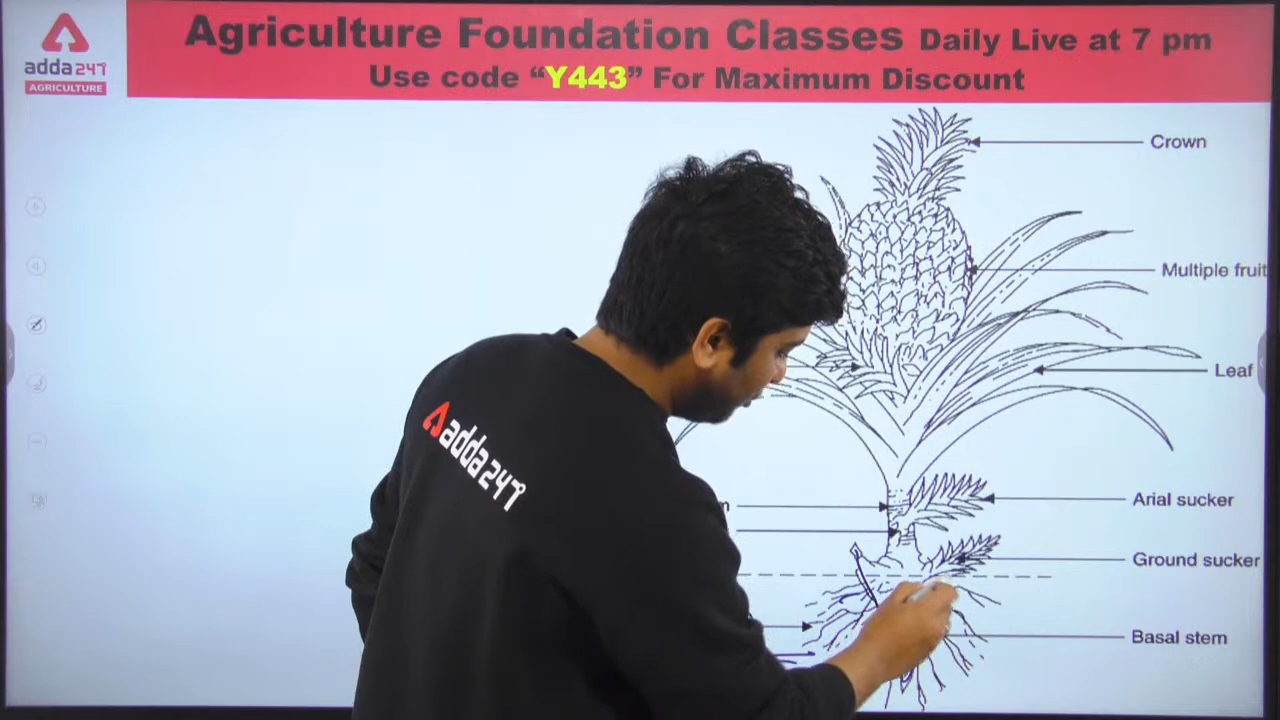 Agriculture Foundation Classes Daily Live at 7 pm
Use code “Y443” For Maximum Discount
adda247
AGRICULTURE
Crown
Multiple fruit
Leaf
adda247
Arial sucker
Ground sucker
Basal stem